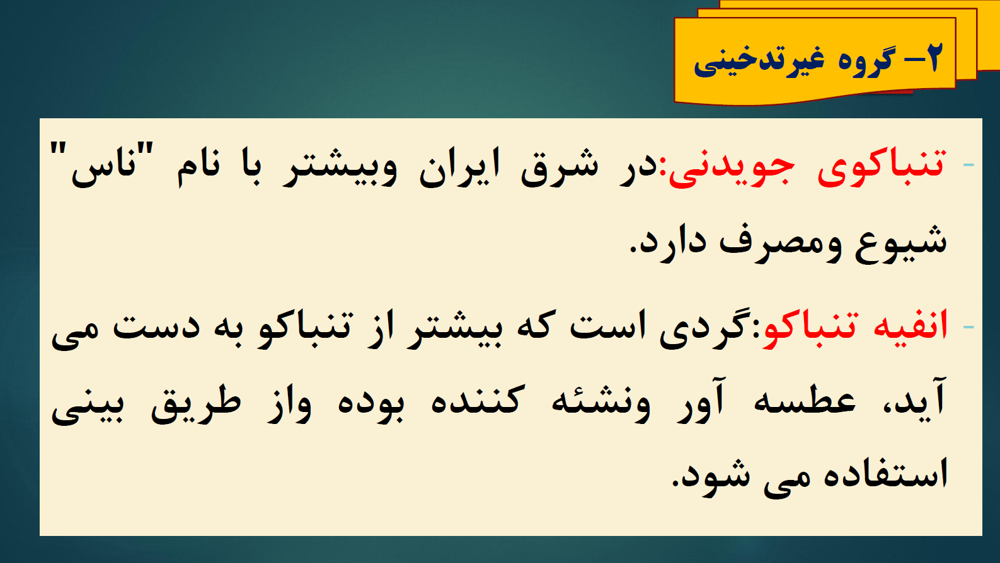 ۲- گروه غیرتدخینی
- تنباکوی جویدنی:در شرق ایران وبیشتر با نام "ناس"
شیوع ومصرف دارد.
- انفیه تنباکو:گردی است که بیشتر از تنباکو به دست می
آید، عطسه آور ونشئه کننده بوده واز طریق بینی
استفاده می شود.